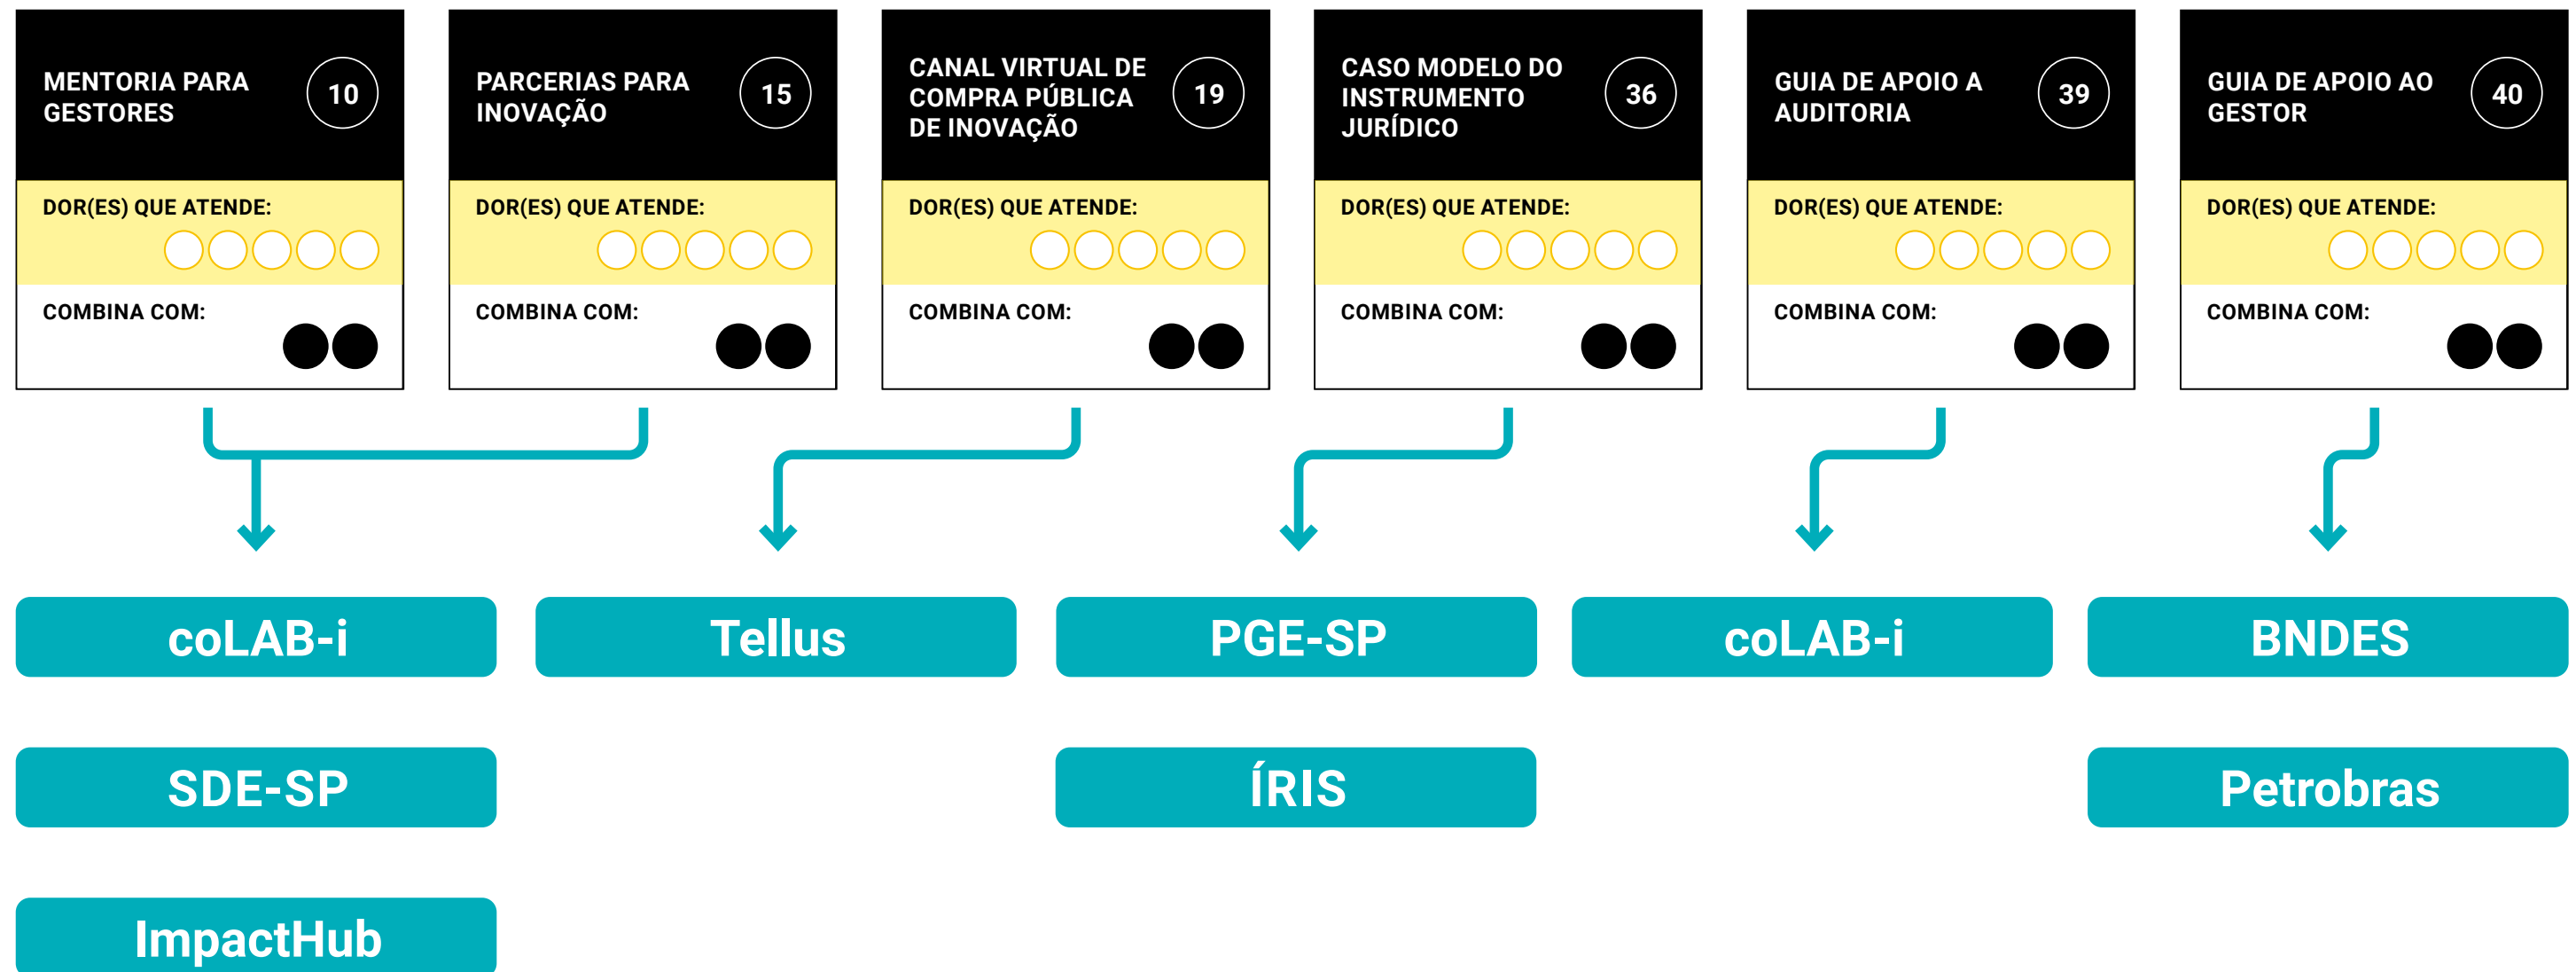 MENTORIA PARA
GESTORES
10
DOR(ES) QUE ATENDE:
COMBINA COM:
PARCERIAS PARA
INOVAÇÃO
15
DOR(ES) QUE ATENDE:
COMBINA COM:
CANAL VIRTUAL DE
COMPRA PÚBLICA
DE INOVAÇÃO
19
DOR(ES) QUE ATENDE:
COMBINA COM:
CASO MODELO DO
INSTRUMENTO
JURÍDICO
36
DOR(ES) QUE ATENDE:
COMBINA COM:
GUIA DE APOIO A
AUDITORIA
39
DOR(ES) QUE ATENDE:
COMBINA COM:
GUIA DE APOIO AO
GESTOR
40
DOR(ES) QUE ATENDE:
COMBINA COM:
coLAB-i
SDE-SP
ImpactHub
Tellus
PGE-SP
ÍRIS
coLAB-i
BNDES
Petrobras